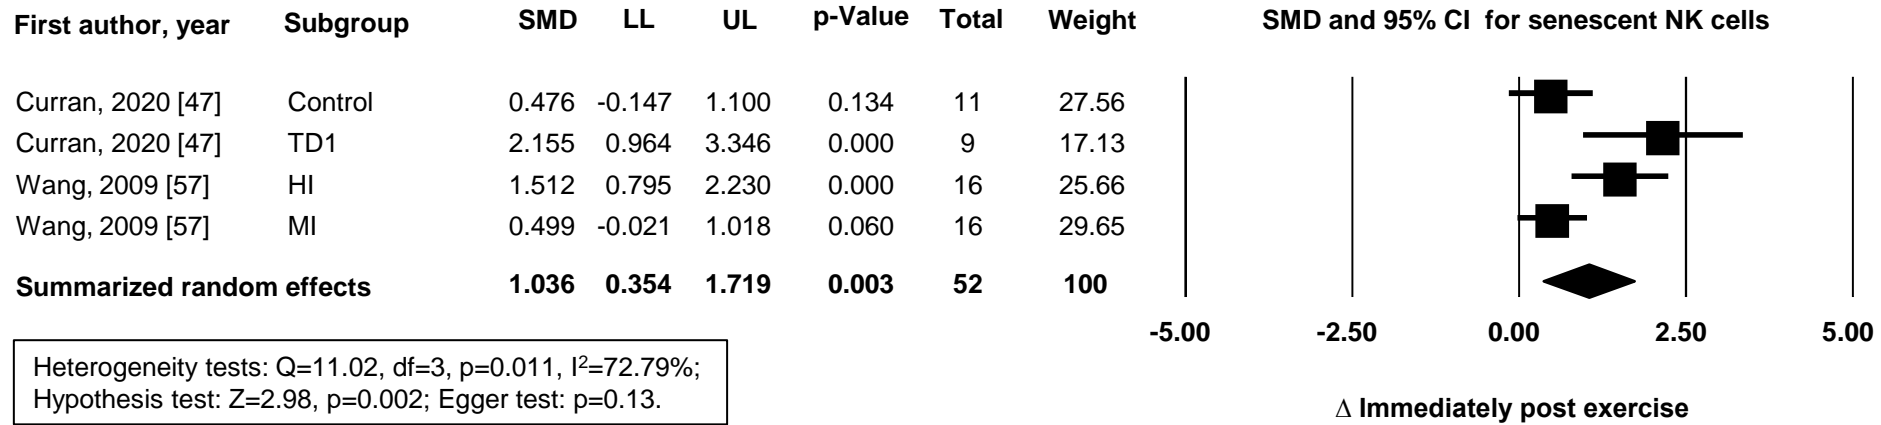 First author, year Subgroup SMD LL UL p-Value Total Weight SMD and 95% CI for senescent NK cells
Curran, 2020 [47] Control 0.476 -0.147 1.100 0.134 11 27.56
Curran, 2020 [47] TD1 2.155 0.964 3.346 0.000 9 17.13
Wang, 2009 [57] HI 1.512 0.795 2.230 0.000 16 25.66
Wang, 2009 [57] MI 0.499 -0.021 1.018 0.060 16 29.65
Summarized random effects 1.036 0.354 1.719 0.003 52 100
-5.00 -2.50 0.00 2.50 5.00
Heterogeneity tests: Q=11.02, df=3, p=0.011, I²=72.79%;
Hypothesis test: Z=2.98, p=0.002; Egger test: p=0.13.
Δ Immediately post exercise